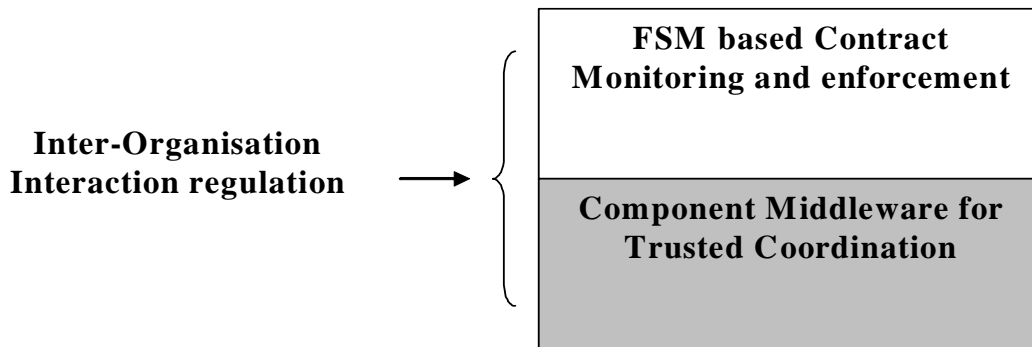 Inter-Organisation
Interaction regulation
FSM based Contract
Monitoring and enforcement
Component Middleware for
Trusted Coordination